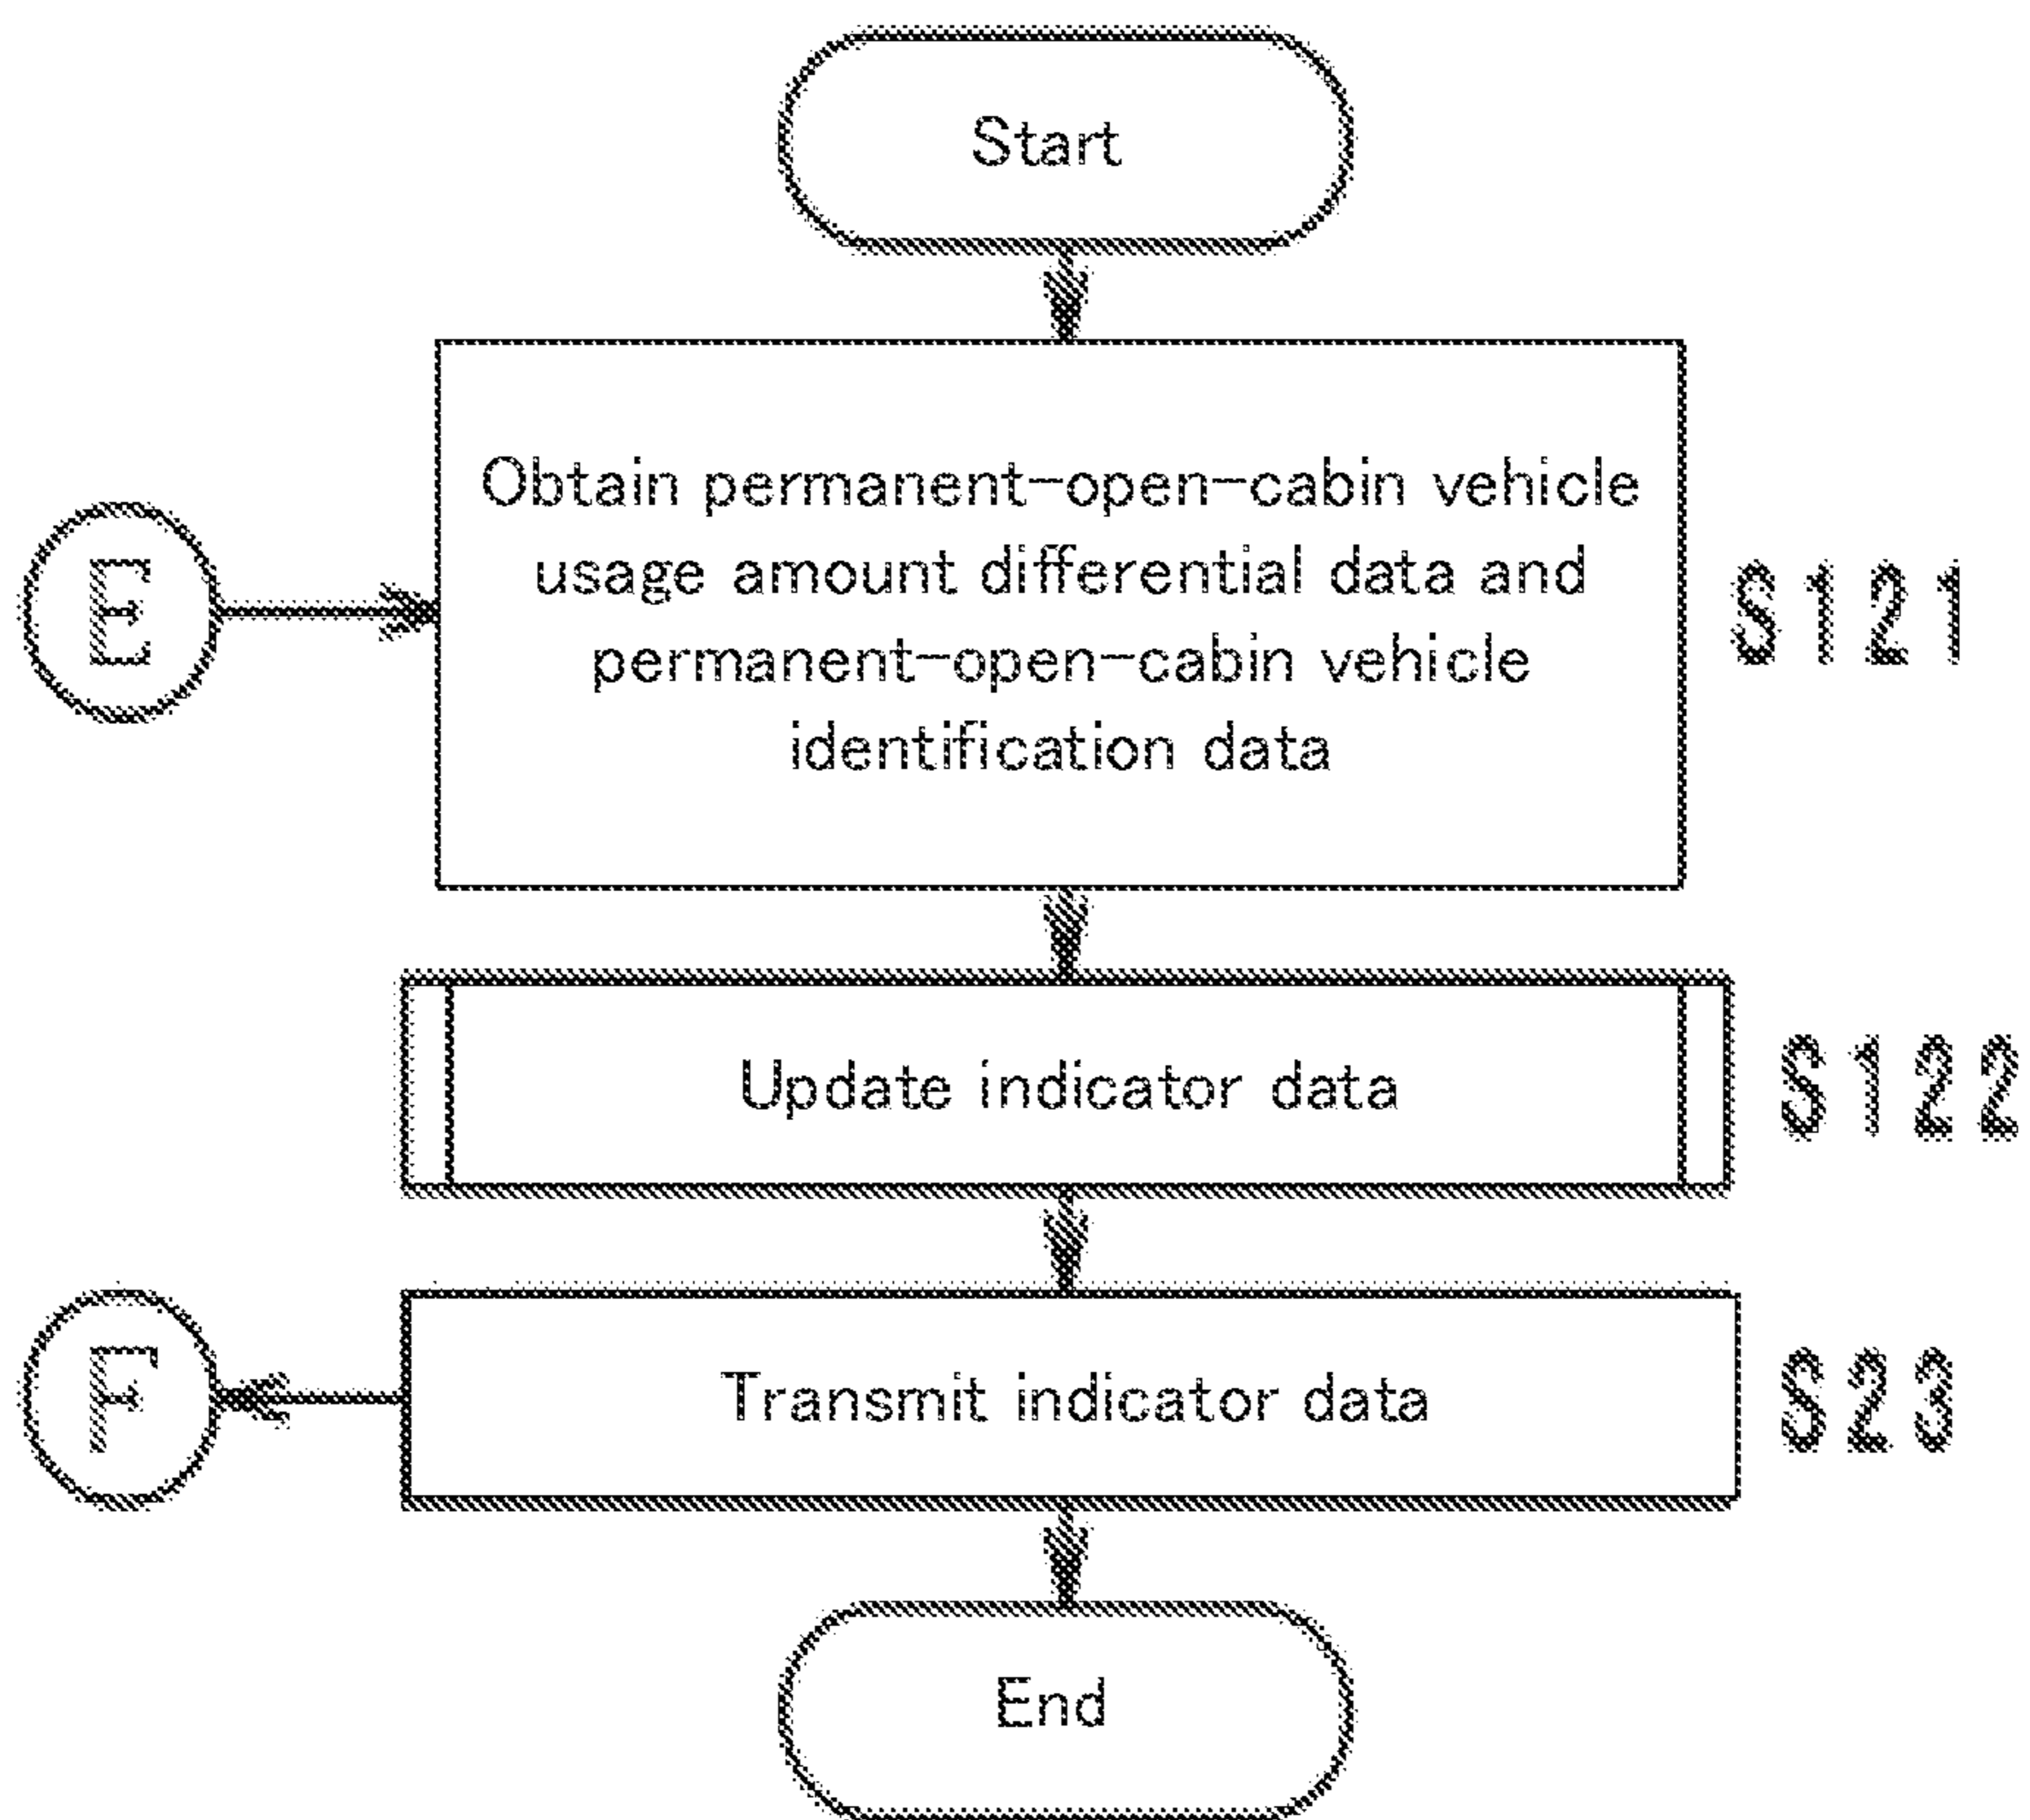 Start
Obtain permanent-open-cabin vehicle
usage amount differential data and
permanent-open-cabin vehicle
identification data
E
S121
Update indicator data
S122
F
Transmit indicator data
S23
End